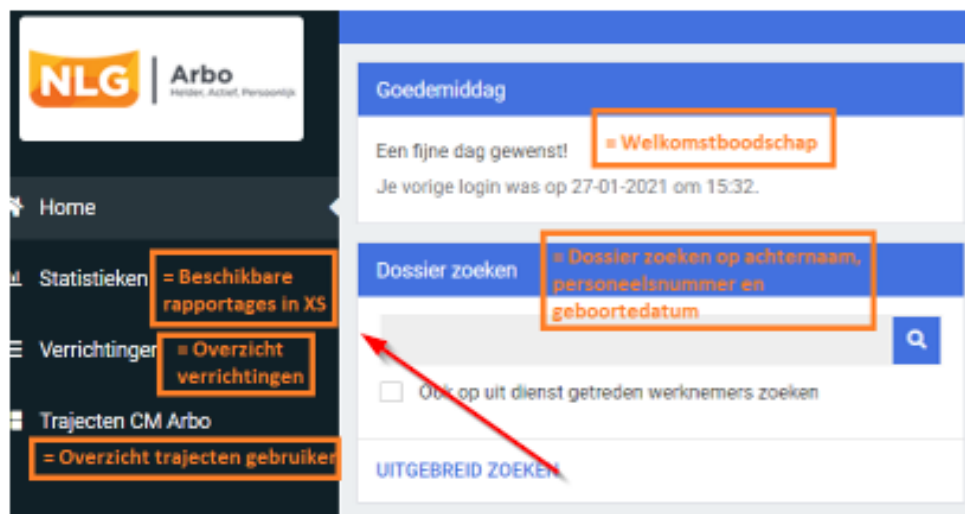 NLG Arbo
Helder, Actief, Persoonlijk
Home
Statistieken
= Beschikbare
rapportages in XS
Verrichtingen
= Overzicht
verrichtingen
Trajecten CM Arbo
= Overzicht trajecten gebruiker
Goedemiddag
Een fijne dag gewenst!
= Welkomstboodschap
Je vorige login was op 27-01-2021 om 15:32.
Dossier zoeken
= Dossier zoeken op achternaam,
personeelsnummer en
geboortedatum
Ook op uit dienst getreden werknemers zoeken
UITGEBREID ZOEKEN